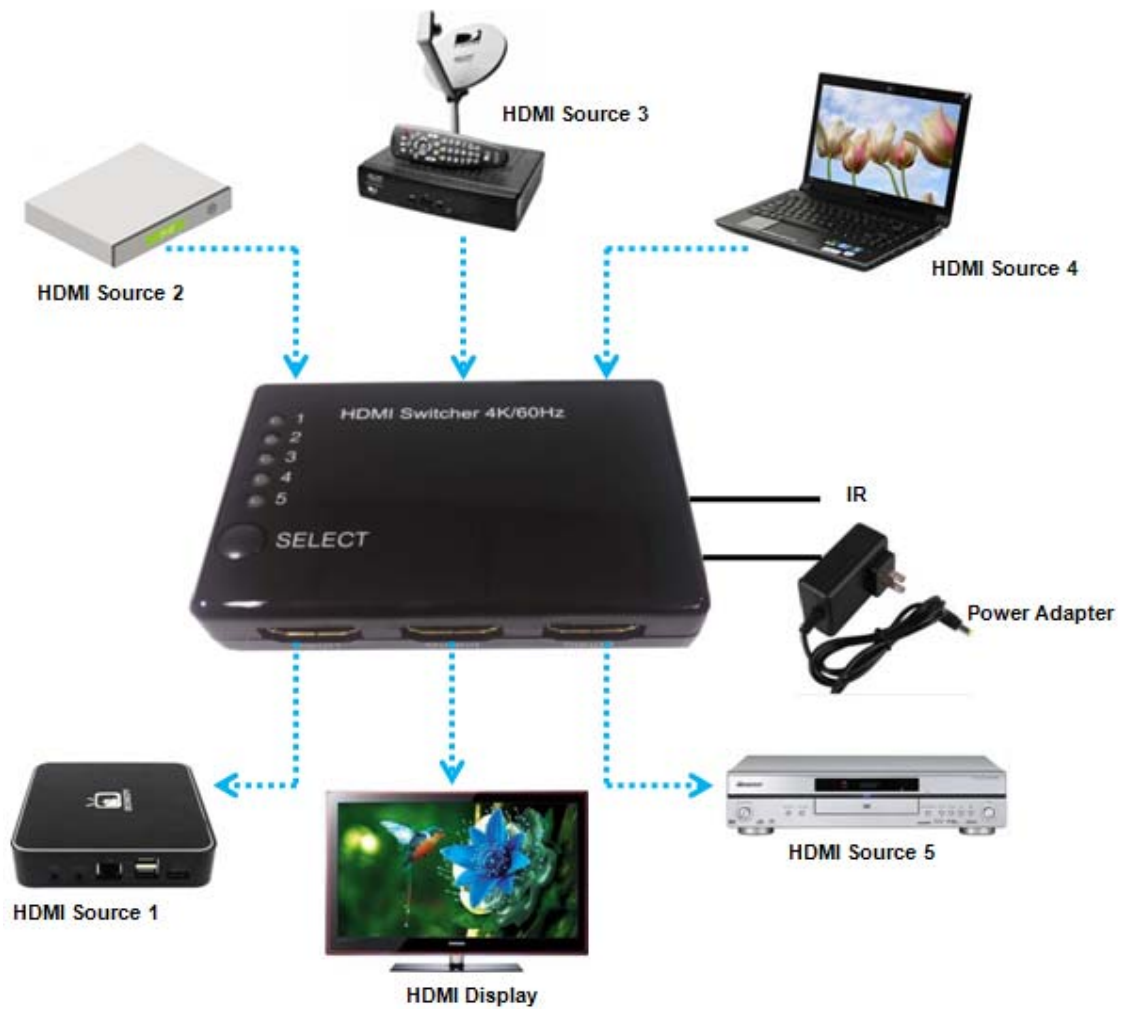 HDMI Source 3
HDMI Source 4
HDMI Source 2
HDMI Switcher 4K/60Hz
1
2
3
4
5
SELECT
IR
Power Adapter
HDMI Source 5
HDMI Source 1
HDMI Display